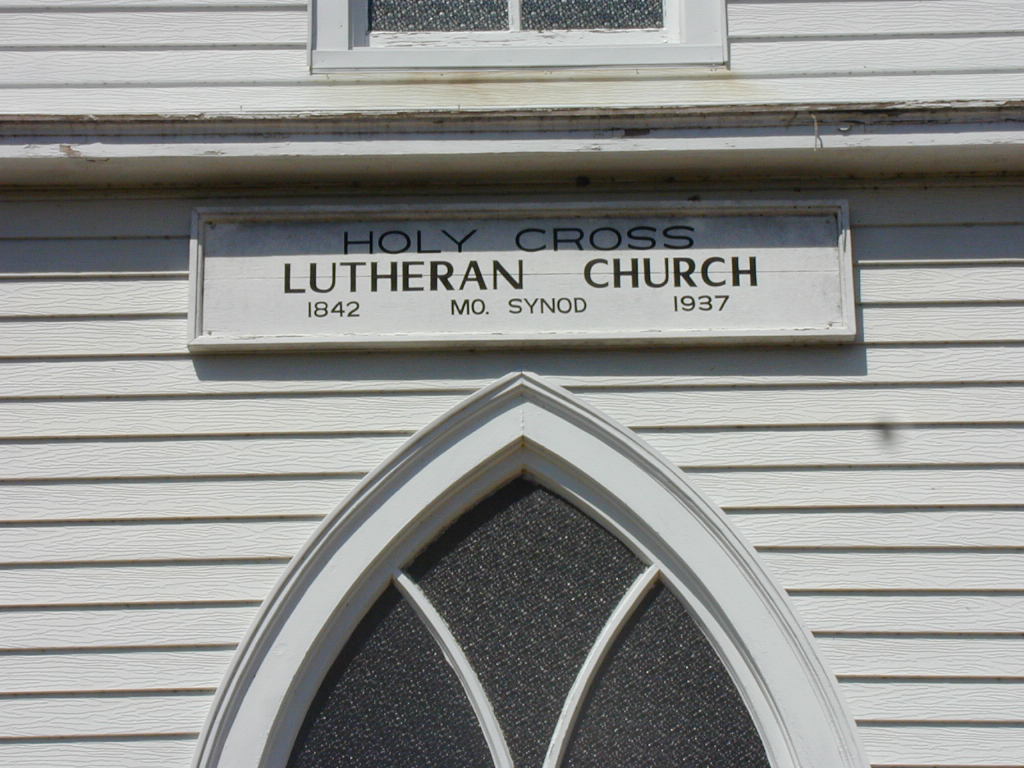 HOLY CROSS
LUTHERAN CHURCH
1842 MO. SYNOD 1937